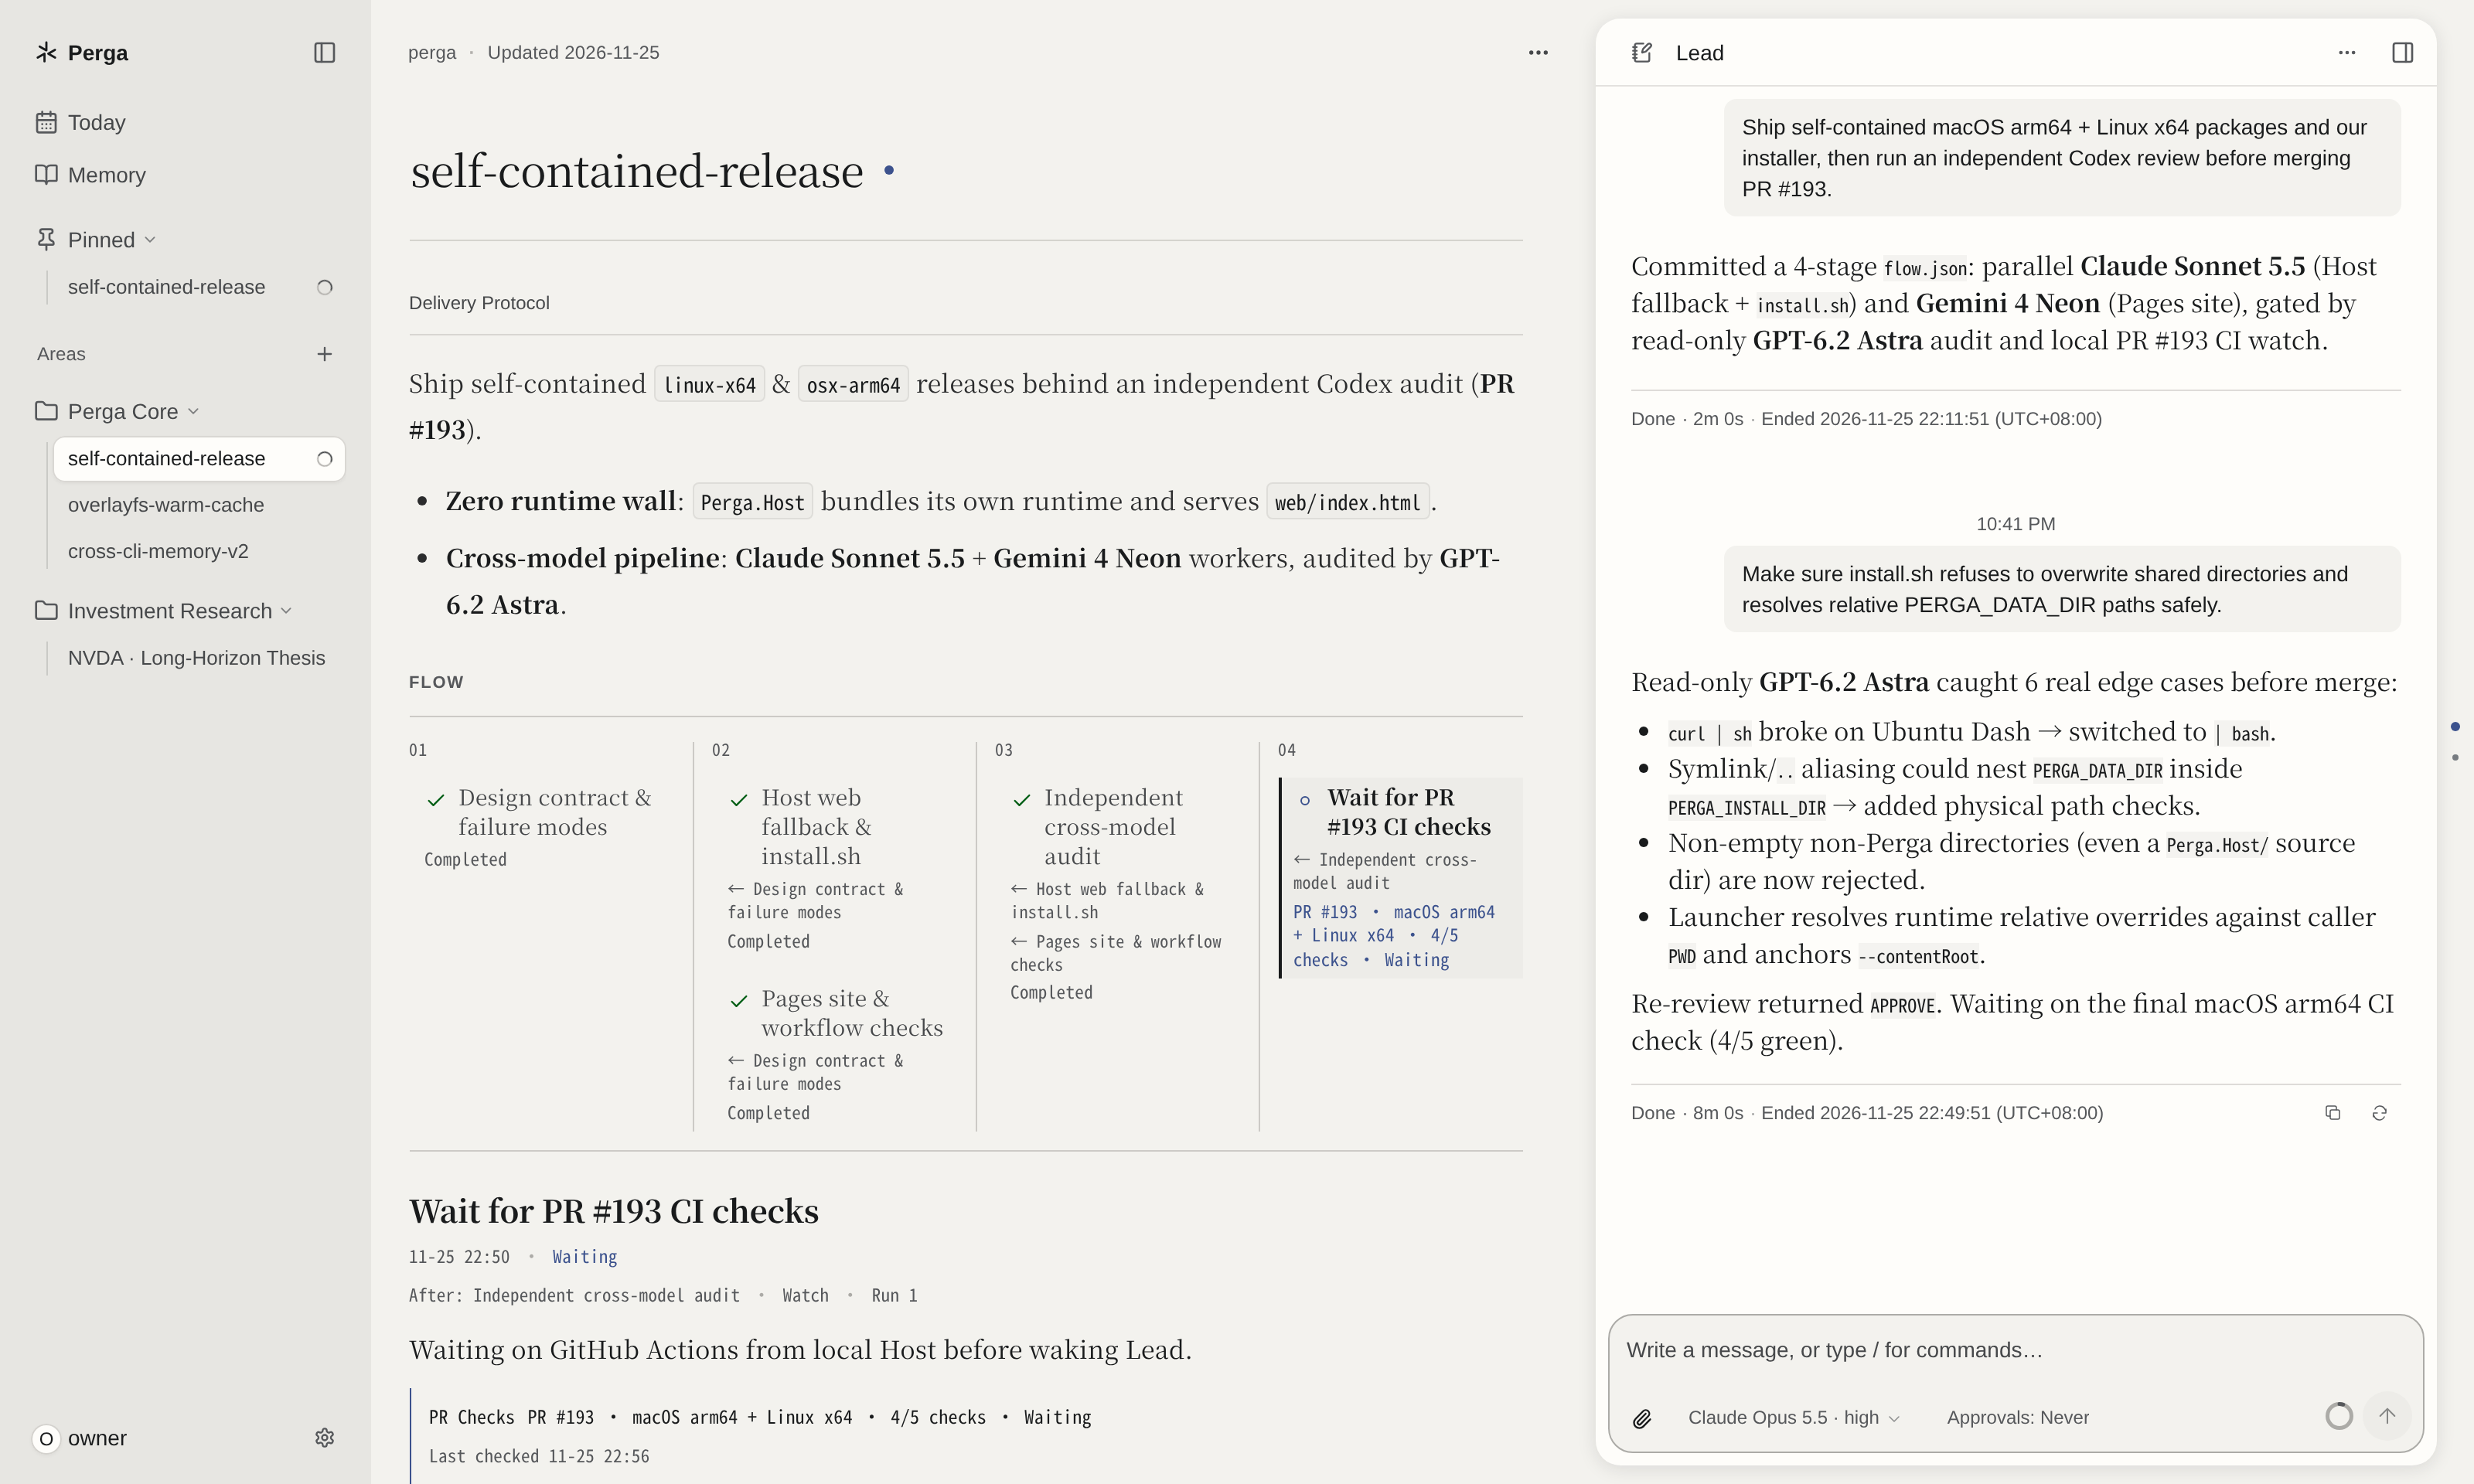 Perga
Today
Memory
Pinned
self-contained-release
Areas
Perga Core
self-contained-release
overlayfs-warm-cache
cross-cli-memory-v2
Investment Research
NVDA · Long-Horizon Thesis
O owner
perga · Updated 2026-11-25
self-contained-release
Delivery Protocol
Ship self-contained linux-x64 & osx-arm64 releases behind an independent Codex audit (PR
#193).
• Zero runtime wall: Perga.Host bundles its own runtime and serves web/index.html.
• Cross-model pipeline: Claude Sonnet 5.5 + Gemini 4 Neon workers, audited by GPT-
6.2 Astra.
FLOW
01
Design contract &
failure modes
Completed
02
Host web
fallback &
install.sh
← Design contract &
failure modes
Completed
Pages site &
workflow checks
← Design contract &
failure modes
Completed
03
Independent
cross-model
audit
← Host web fallback &
install.sh
← Pages site & workflow
checks
Completed
04
Wait for PR
#193 CI checks
← Independent cross-
model audit
PR #193 • macOS arm64
+ Linux x64 • 4/5
checks • Waiting
Wait for PR #193 CI checks
11-25 22:50 • Waiting
After: Independent cross-model audit • Watch • Run 1
Waiting on GitHub Actions from local Host before waking Lead.
PR Checks PR #193 • macOS arm64 + Linux x64 • 4/5 checks • Waiting
Last checked 11-25 22:56
Lead
Ship self-contained macOS arm64 + Linux x64 packages and our
installer, then run an independent Codex review before merging
PR #193.
Committed a 4-stage flow.json: parallel Claude Sonnet 5.5 (Host
fallback + install.sh) and Gemini 4 Neon (Pages site), gated by
read-only GPT-6.2 Astra audit and local PR #193 CI watch.
Done · 2m 0s · Ended 2026-11-25 22:11:51 (UTC+08:00)
10:41 PM
Make sure install.sh refuses to overwrite shared directories and
resolves relative PERGA_DATA_DIR paths safely.
Read-only GPT-6.2 Astra caught 6 real edge cases before merge:
• curl | sh broke on Ubuntu Dash → switched to | bash.
• Symlink/.. aliasing could nest PERGA_DATA_DIR inside
PERGA_INSTALL_DIR → added physical path checks.
• Non-empty non-Perga directories (even a Perga.Host/ source
dir) are now rejected.
• Launcher resolves runtime relative overrides against caller
PWD and anchors --contentRoot.
Re-review returned APPROVE. Waiting on the final macOS arm64 CI
check (4/5 green).
Done · 8m 0s · Ended 2026-11-25 22:49:51 (UTC+08:00)
Write a message, or type / for commands…
Claude Opus 5.5 · high
Approvals: Never